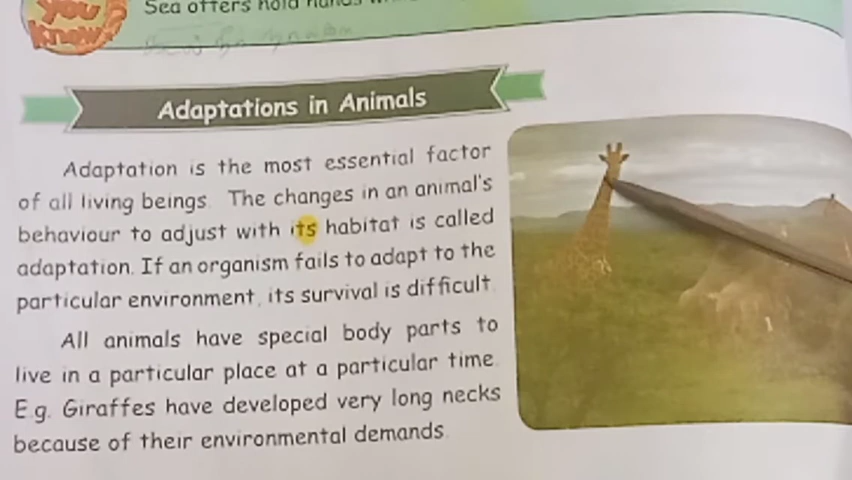 you
know
Sea otters hold hands
Adaptations in Animals
Adaptation is the most essential factor
of all living beings. The changes in an animal's
behaviour to adjust with its habitat is called
adaptation. If an organism fails to adapt to the
particular environment, its survival is difficult.
All animals have special body parts to
live in a particular place at a particular time.
E.g. Giraffes have developed very long necks
because of their environmental demands.